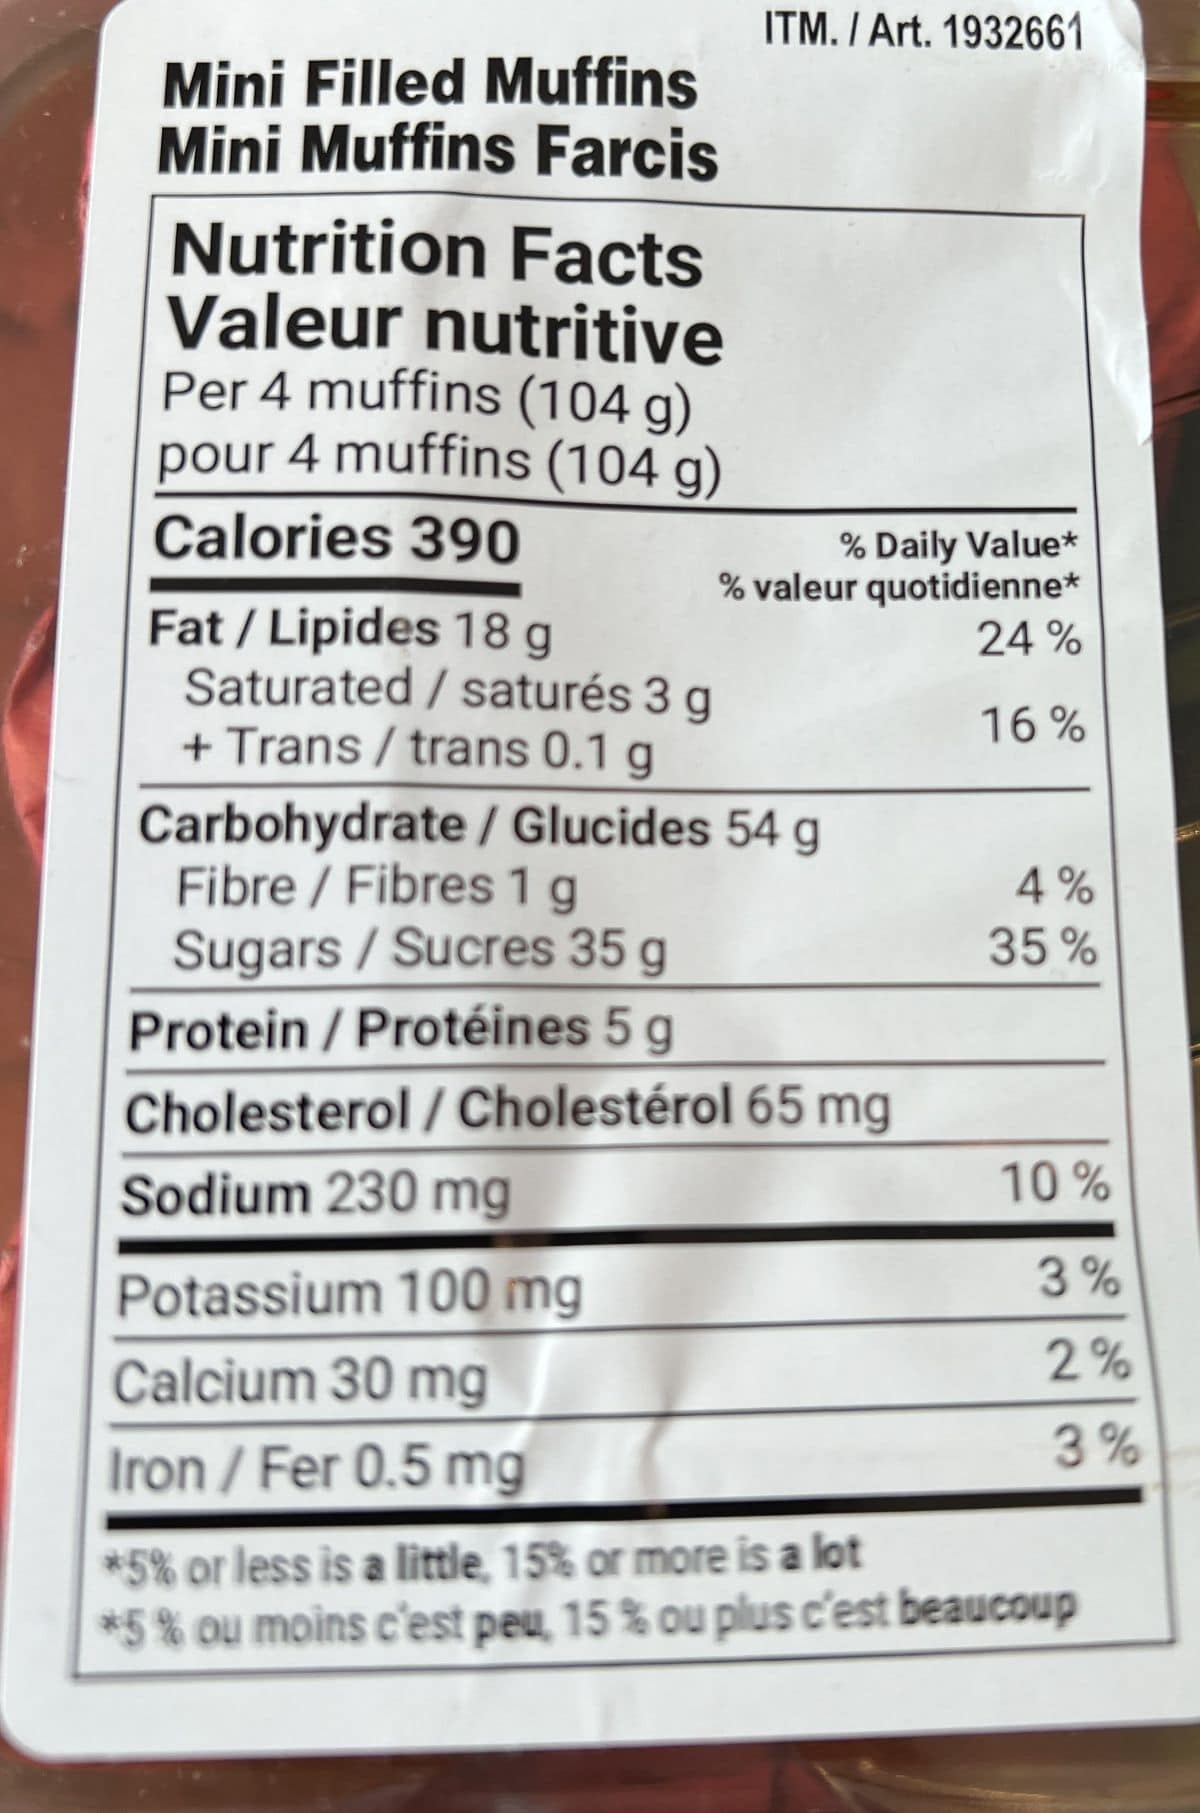 ITM. / Art. 1932661
Mini Filled Muffins
Mini Muffins Farcis
Nutrition Facts
Valeur nutritive
Per 4 muffins (104 g)
pour 4 muffins (104 g)
Calories 390
% Daily Value*
% valeur quotidienne*
Fat / Lipides 18 g 24 %
Saturated / saturés 3 g
+ Trans / trans 0.1 g 16 %
Carbohydrate / Glucides 54 g
Fibre / Fibres 1 g 4 %
Sugars / Sucres 35 g 35 %
Protein / Protéines 5 g
Cholesterol / Cholestérol 65 mg
Sodium 230 mg 10 %
Potassium 100 mg 3 %
Calcium 30 mg 2 %
Iron / Fer 0.5 mg 3 %
*5% or less is a little, 15% or more is a lot
*5 % ou moins c'est peu, 15 % ou plus c'est beaucoup